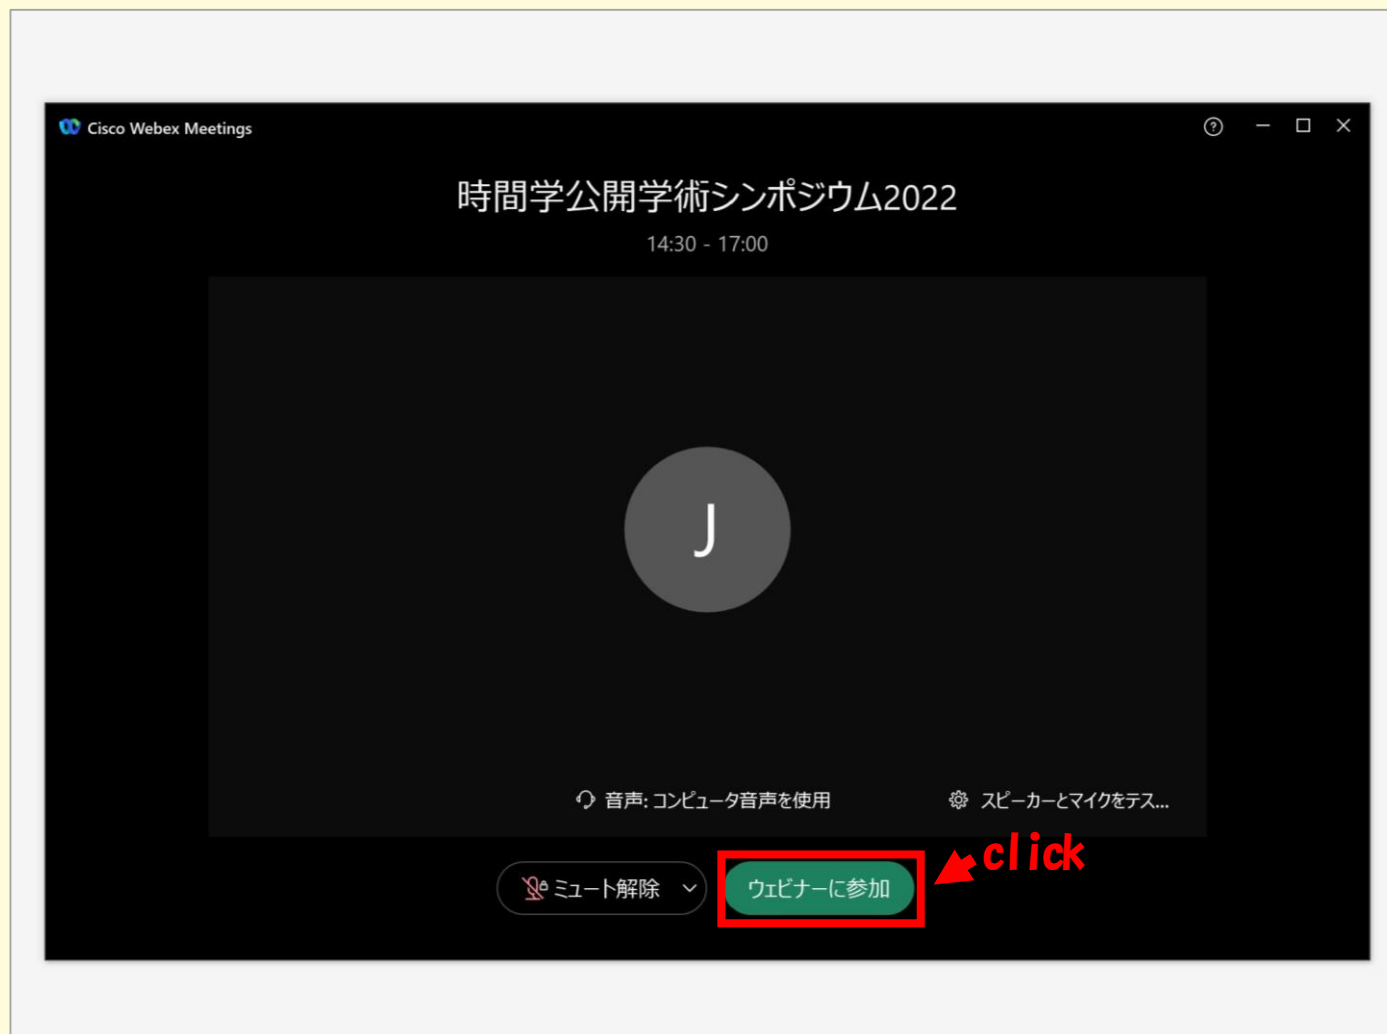 Cisco Webex Meetings
時間学公開学術シンポジウム2022
14:30 - 17:00
J
音声: コンピュータ音声を使用
スピーカーとマイクをテス...
click
ミュート解除
ウェビナーに参加